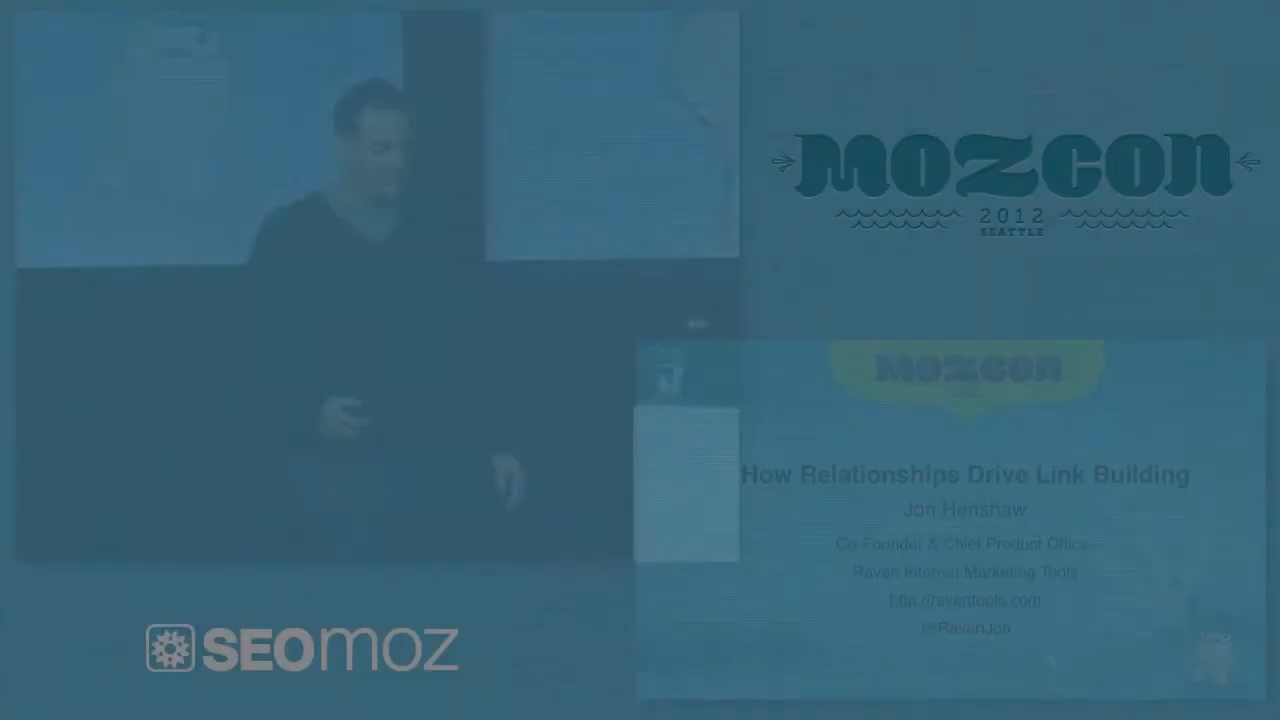 MOZCON
2012
SEATTLE
MOZCON
How Relationships Drive Link Building
Jon Henshaw
Co-Founder & Chief Product Officer
Raven Internet Marketing Tools
http://raventools.com
@RavenJon
SEOmoz